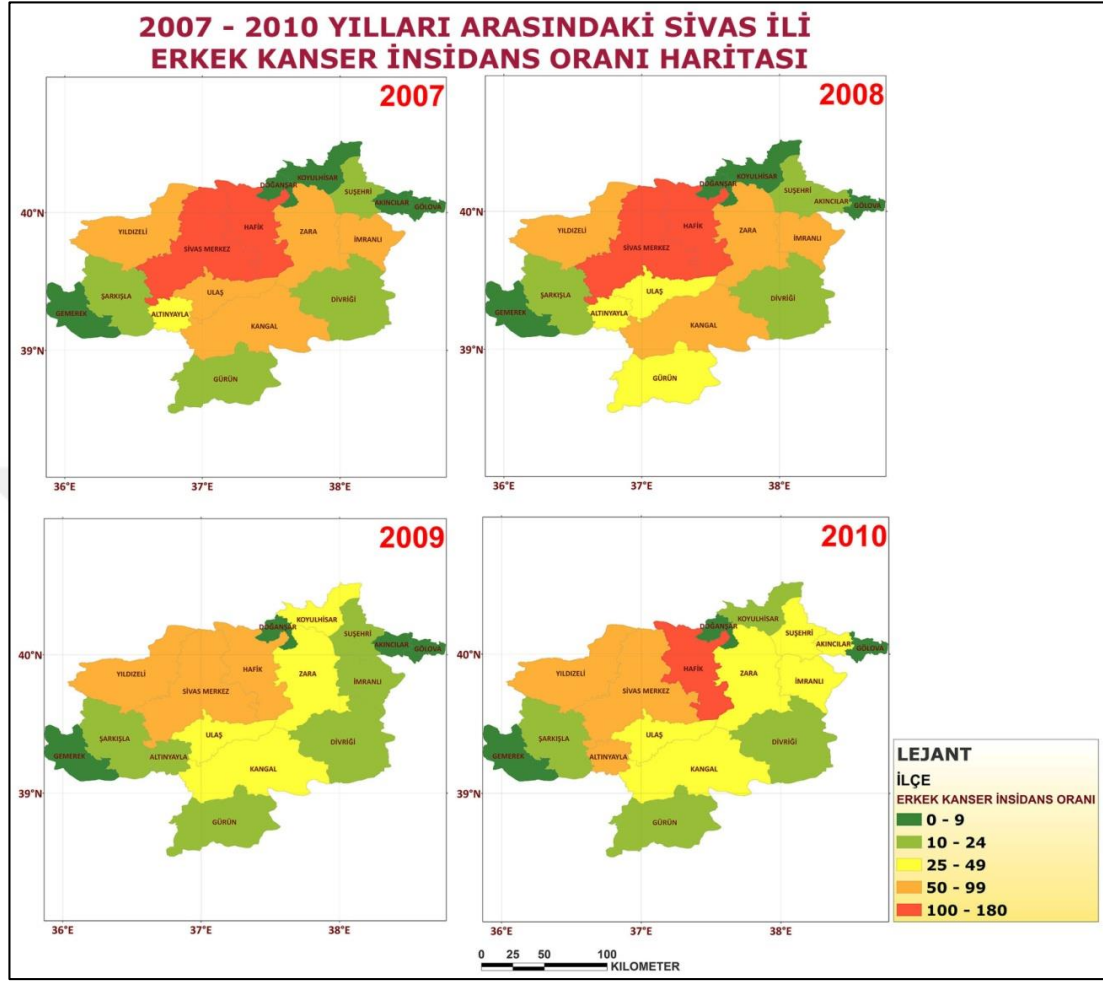 2007 - 2010 YILLARI ARASINDAKİ SİVAS İLİ
ERKEK KANSER İNSİDANS ORANI HARİTASI
2007
KOYULHİSAR
DOĞANŞAR
SUŞEHRİ
AKINCILAR
GÖLOVA
40°N
YILDIZELİ
HAFİK
ZARA
İMRANLI
SİVAS MERKEZ
ŞARKIŞLA
ULAŞ
DİVRİĞİ
GEMEREK
ALTINYAYLA
KANGAL
39°N
GÜRÜN
36°E
37°E
38°E
2008
KOYULHİSAR
DOĞANŞAR
SUŞEHRİ
AKINCILAR
GÖLOVA
40°N
YILDIZELİ
HAFİK
ZARA
İMRANLI
SİVAS MERKEZ
ŞARKIŞLA
ULAŞ
DİVRİĞİ
GEMEREK
ALTINYAYLA
KANGAL
39°N
GÜRÜN
36°E
37°E
38°E
2009
KOYULHİSAR
DOĞANŞAR
SUŞEHRİ
AKINCILAR
GÖLOVA
40°N
YILDIZELİ
HAFİK
ZARA
İMRANLI
SİVAS MERKEZ
ŞARKIŞLA
ULAŞ
DİVRİĞİ
GEMEREK
ALTINYAYLA
KANGAL
39°N
GÜRÜN
36°E
37°E
38°E
2010
KOYULHİSAR
DOĞANŞAR
SUŞEHRİ
AKINCILAR
GÖLOVA
40°N
YILDIZELİ
HAFİK
ZARA
İMRANLI
SİVAS MERKEZ
ŞARKIŞLA
ULAŞ
DİVRİĞİ
GEMEREK
ALTINYAYLA
KANGAL
39°N
GÜRÜN
36°E
37°E
38°E
LEJANT
İLÇE
ERKEK KANSER İNSİDANS ORANI
0 - 9
10 - 24
25 - 49
50 - 99
100 - 180
0 25 50 100
KILOMETER